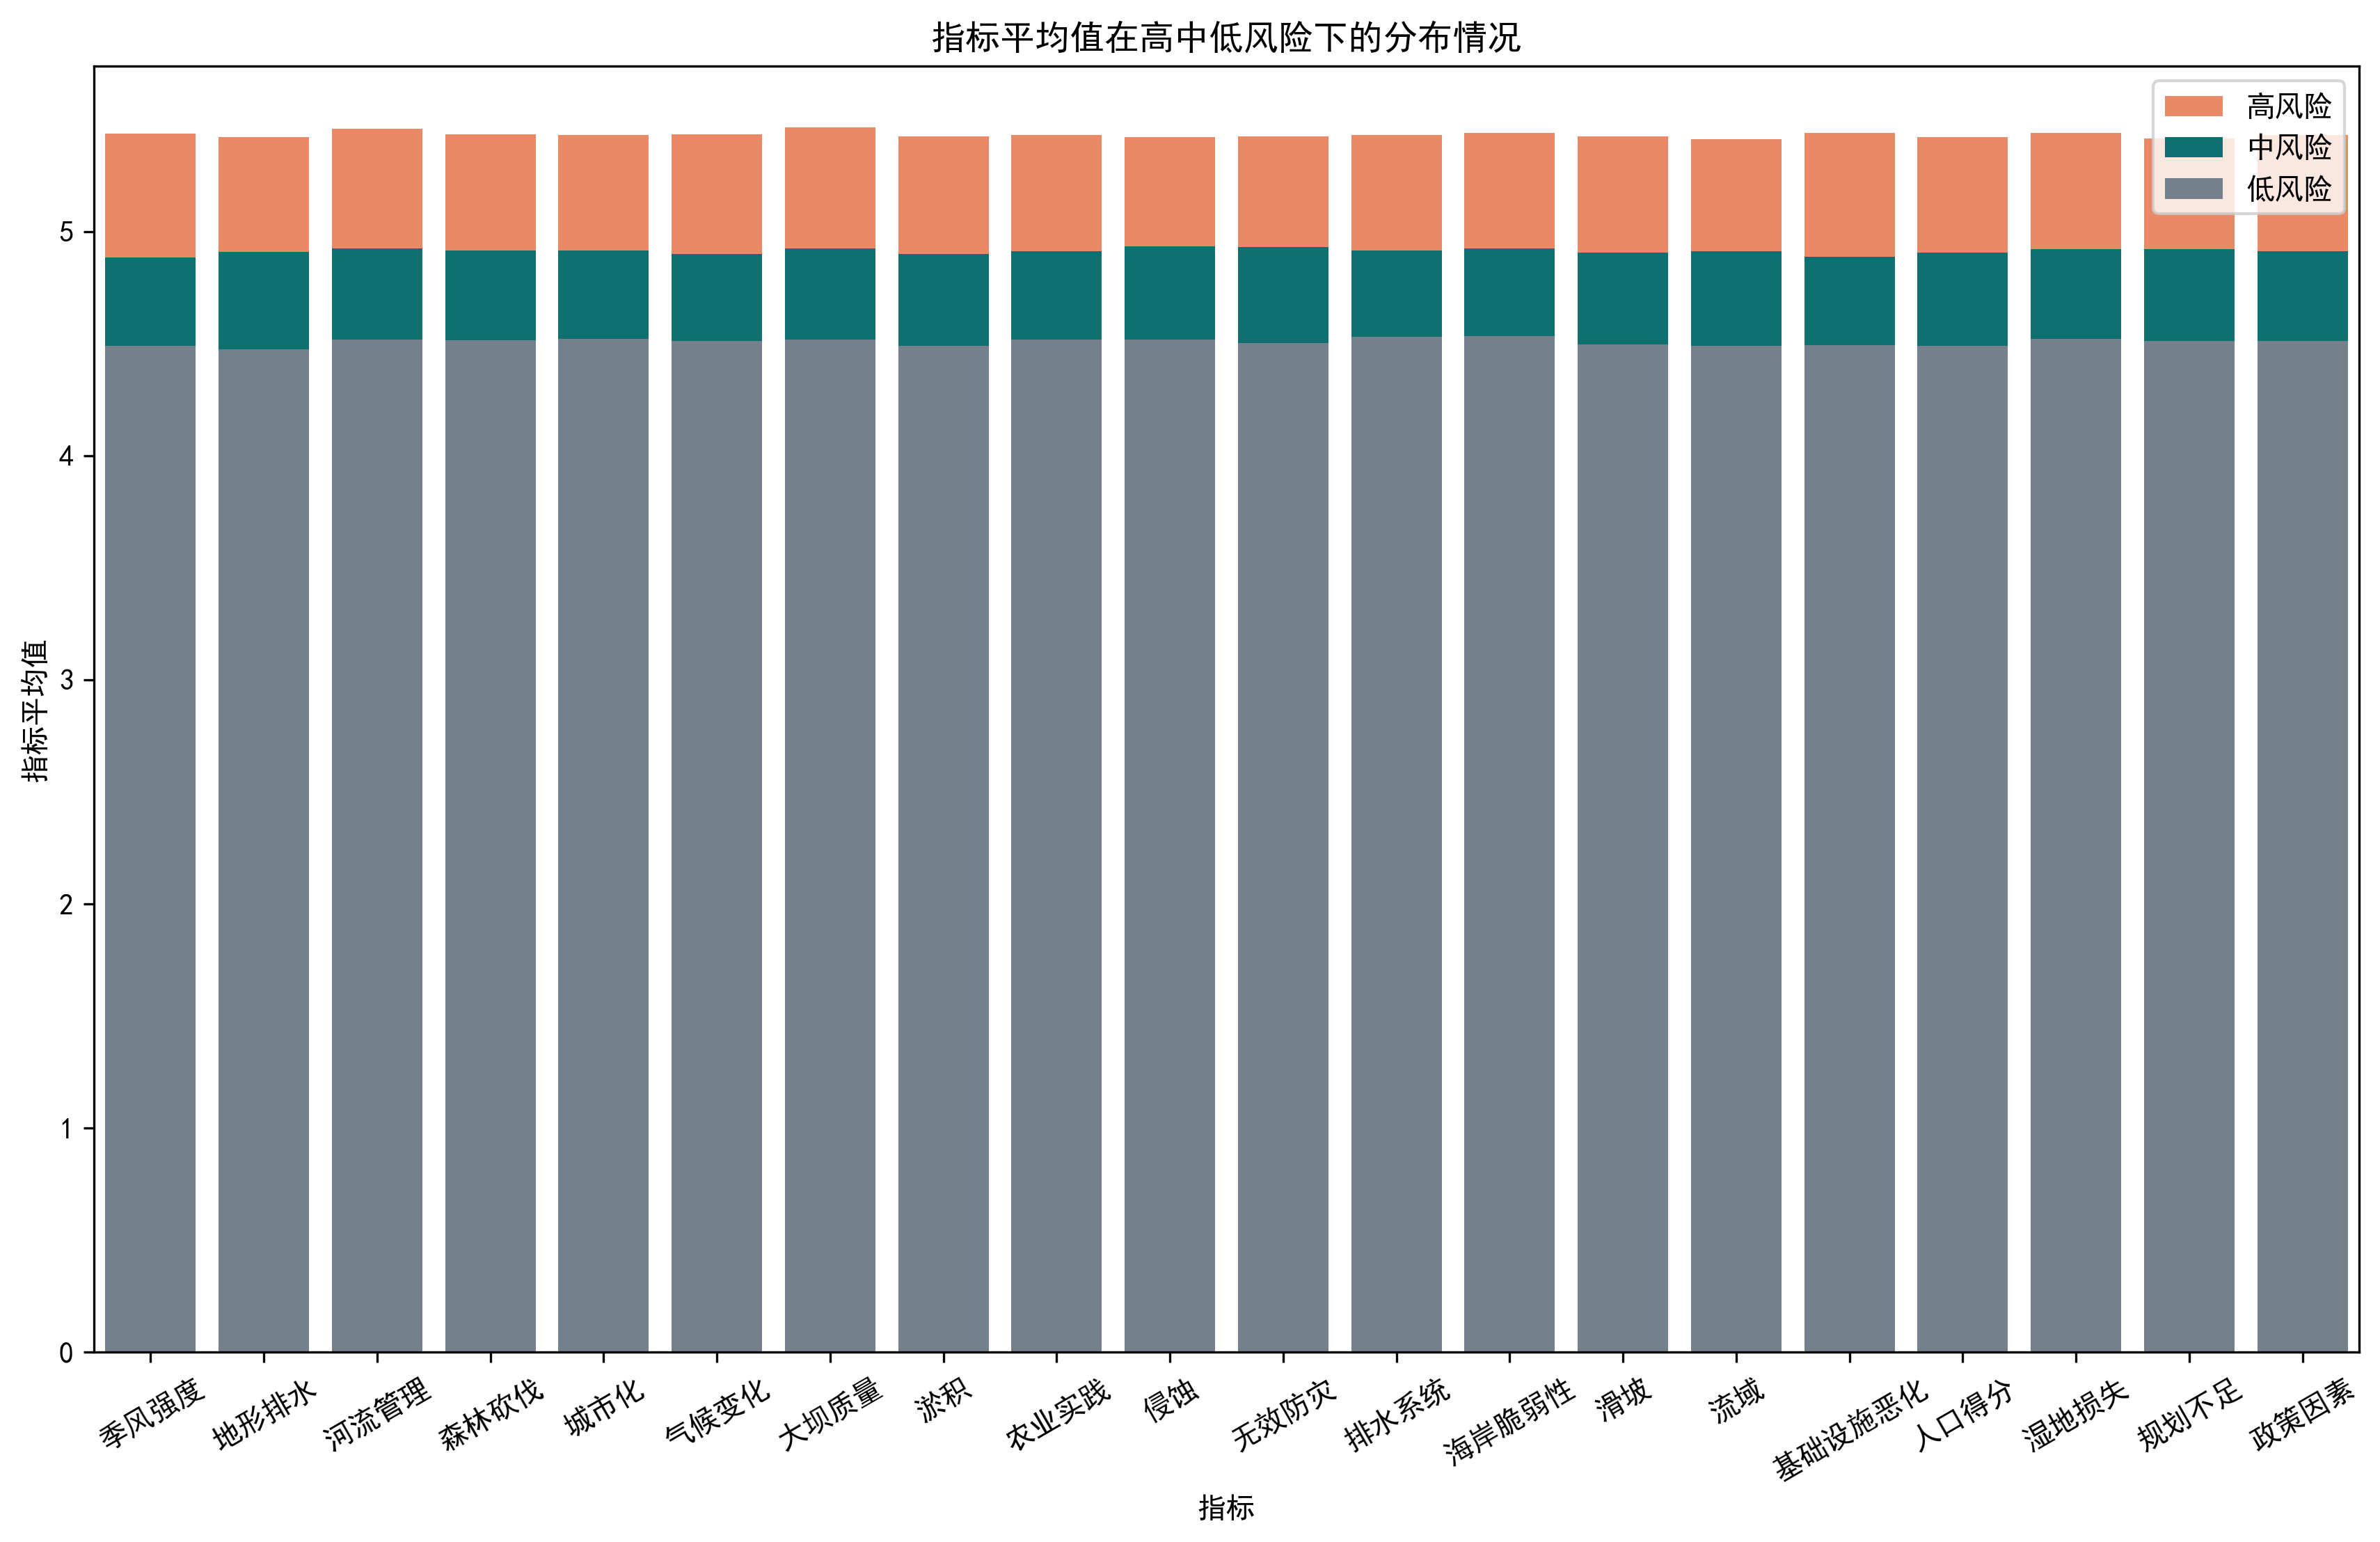 指标平均值在高中低风险下的分布情况
高风险
中风险
低风险
指标平均值
5
4
3
2
1
0
季风强度
地形排水
河流管理
森林砍伐
城市化
气候变化
大坝质量
淤积
农业实践
侵蚀
无效防灾
排水系统
海岸脆弱性
滑坡
流域
基础设施恶化
人口得分
湿地损失
规划不足
政策因素
指标